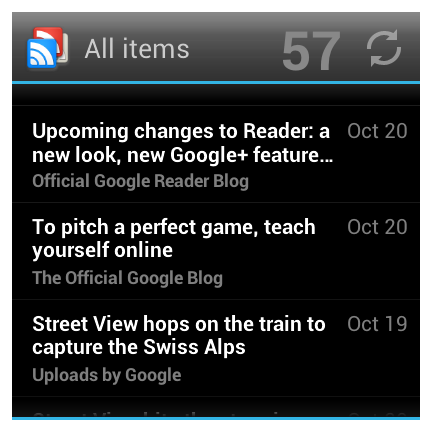 All items 57
Upcoming changes to Reader: a Oct 20
new look, new Google+ feature...
Official Google Reader Blog
To pitch a perfect game, teach Oct 20
yourself online
The Official Google Blog
Street View hops on the train to Oct 19
capture the Swiss Alps
Uploads by Google